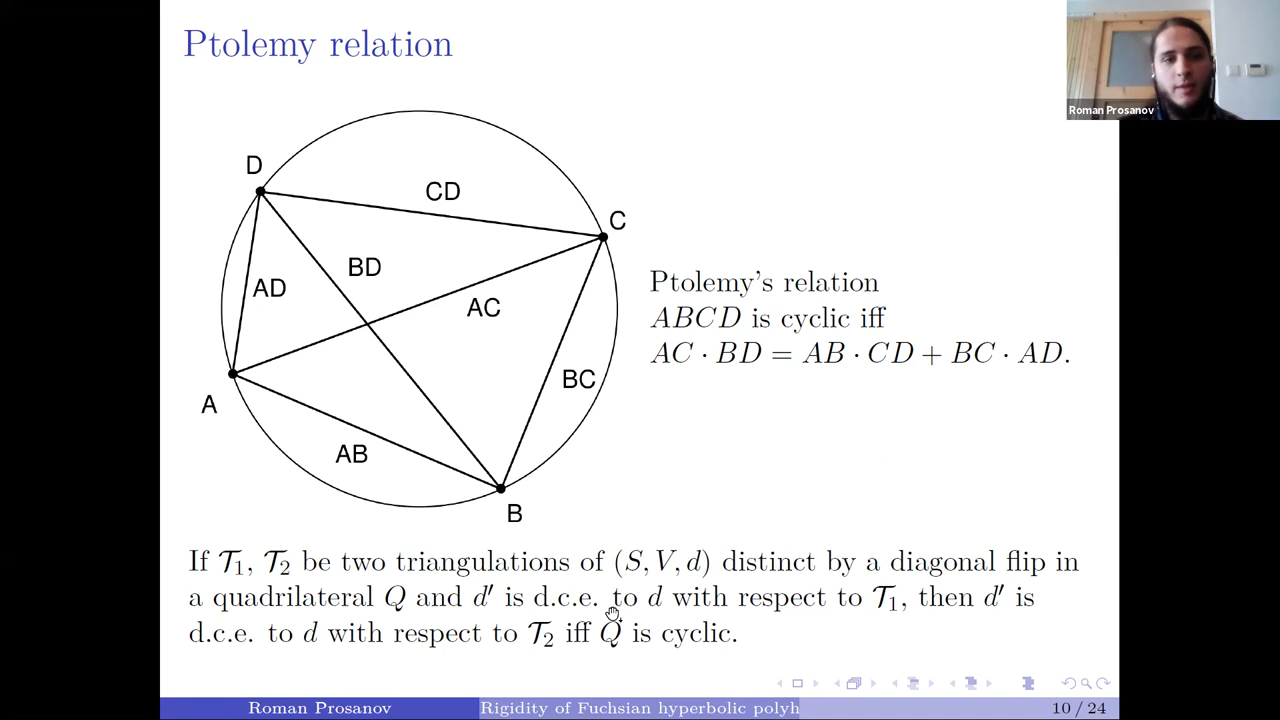 Ptolemy relation
Roman Prosanov
D
CD
C
BD
AD
AC
Ptolemy's relation
ABCD is cyclic iff
AC · BD = AB · CD + BC · AD.
BC
A
AB
B
If 𝒯₁, 𝒯₂ be two triangulations of (S, V, d) distinct by a diagonal flip in
a quadrilateral Q and d′ is d.c.e. to d with respect to 𝒯₁, then d′ is
d.c.e. to d with respect to 𝒯₂ iff Q is cyclic.
Roman Prosanov Rigidity of Fuchsian hyperbolic polyh 10 / 24